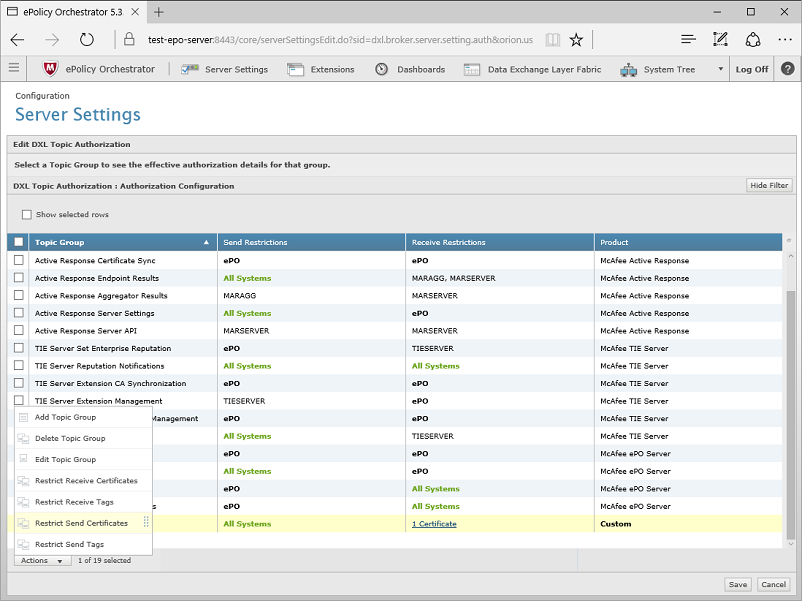 ePolicy Orchestrator 5.3.
test-epo-server:8443/core/serverSettingsEdit.do?sid=dxl.broker.server.setting.auth&orion.us
ePolicy Orchestrator Server Settings Extensions Dashboards Data Exchange Layer Fabric System Tree Log Off ?
Configuration
Server Settings
Edit DXL Topic Authorization
Select a Topic Group to see the effective authorization details for that group.
DXL Topic Authorization : Authorization Configuration Hide Filter
Show selected rows
Topic Group Send Restrictions Receive Restrictions Product
Active Response Certificate Sync ePO ePO McAfee Active Response
Active Response Endpoint Results All Systems MARAGG, MARSERVER McAfee Active Response
Active Response Aggregator Results MARAGG MARSERVER McAfee Active Response
Active Response Server Settings All Systems ePO McAfee Active Response
Active Response Server API MARSERVER MARSERVER McAfee Active Response
TIE Server Set Enterprise Reputation ePO TIESERVER McAfee TIE Server
TIE Server Reputation Notifications All Systems All Systems McAfee TIE Server
TIE Server Extension CA Synchronization ePO ePO McAfee TIE Server
TIE Server Extension Management TIESERVER ePO McAfee TIE Server
Add Topic Group Management ePO ePO McAfee TIE Server
Delete Topic Group All Systems TIESERVER McAfee TIE Server
Edit Topic Group ePO ePO McAfee ePO Server
All Systems ePO McAfee ePO Server
Restrict Receive Certificates ePO All Systems McAfee ePO Server
Restrict Receive Tags s ePO All Systems McAfee ePO Server
Restrict Send Certificates All Systems 1 Certificate Custom
Restrict Send Tags
Actions 1 of 19 selected
Save Cancel